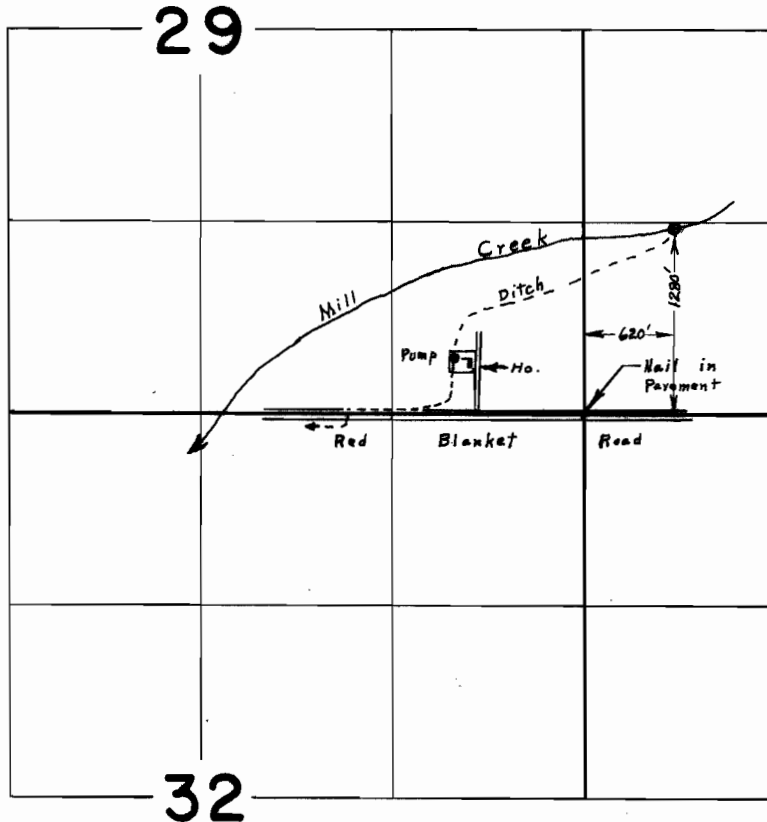 29
Creek
Mill
Ditch
1280'
620'
Pump
Ho.
Nail in
Pavement
Red Blanket Road
32